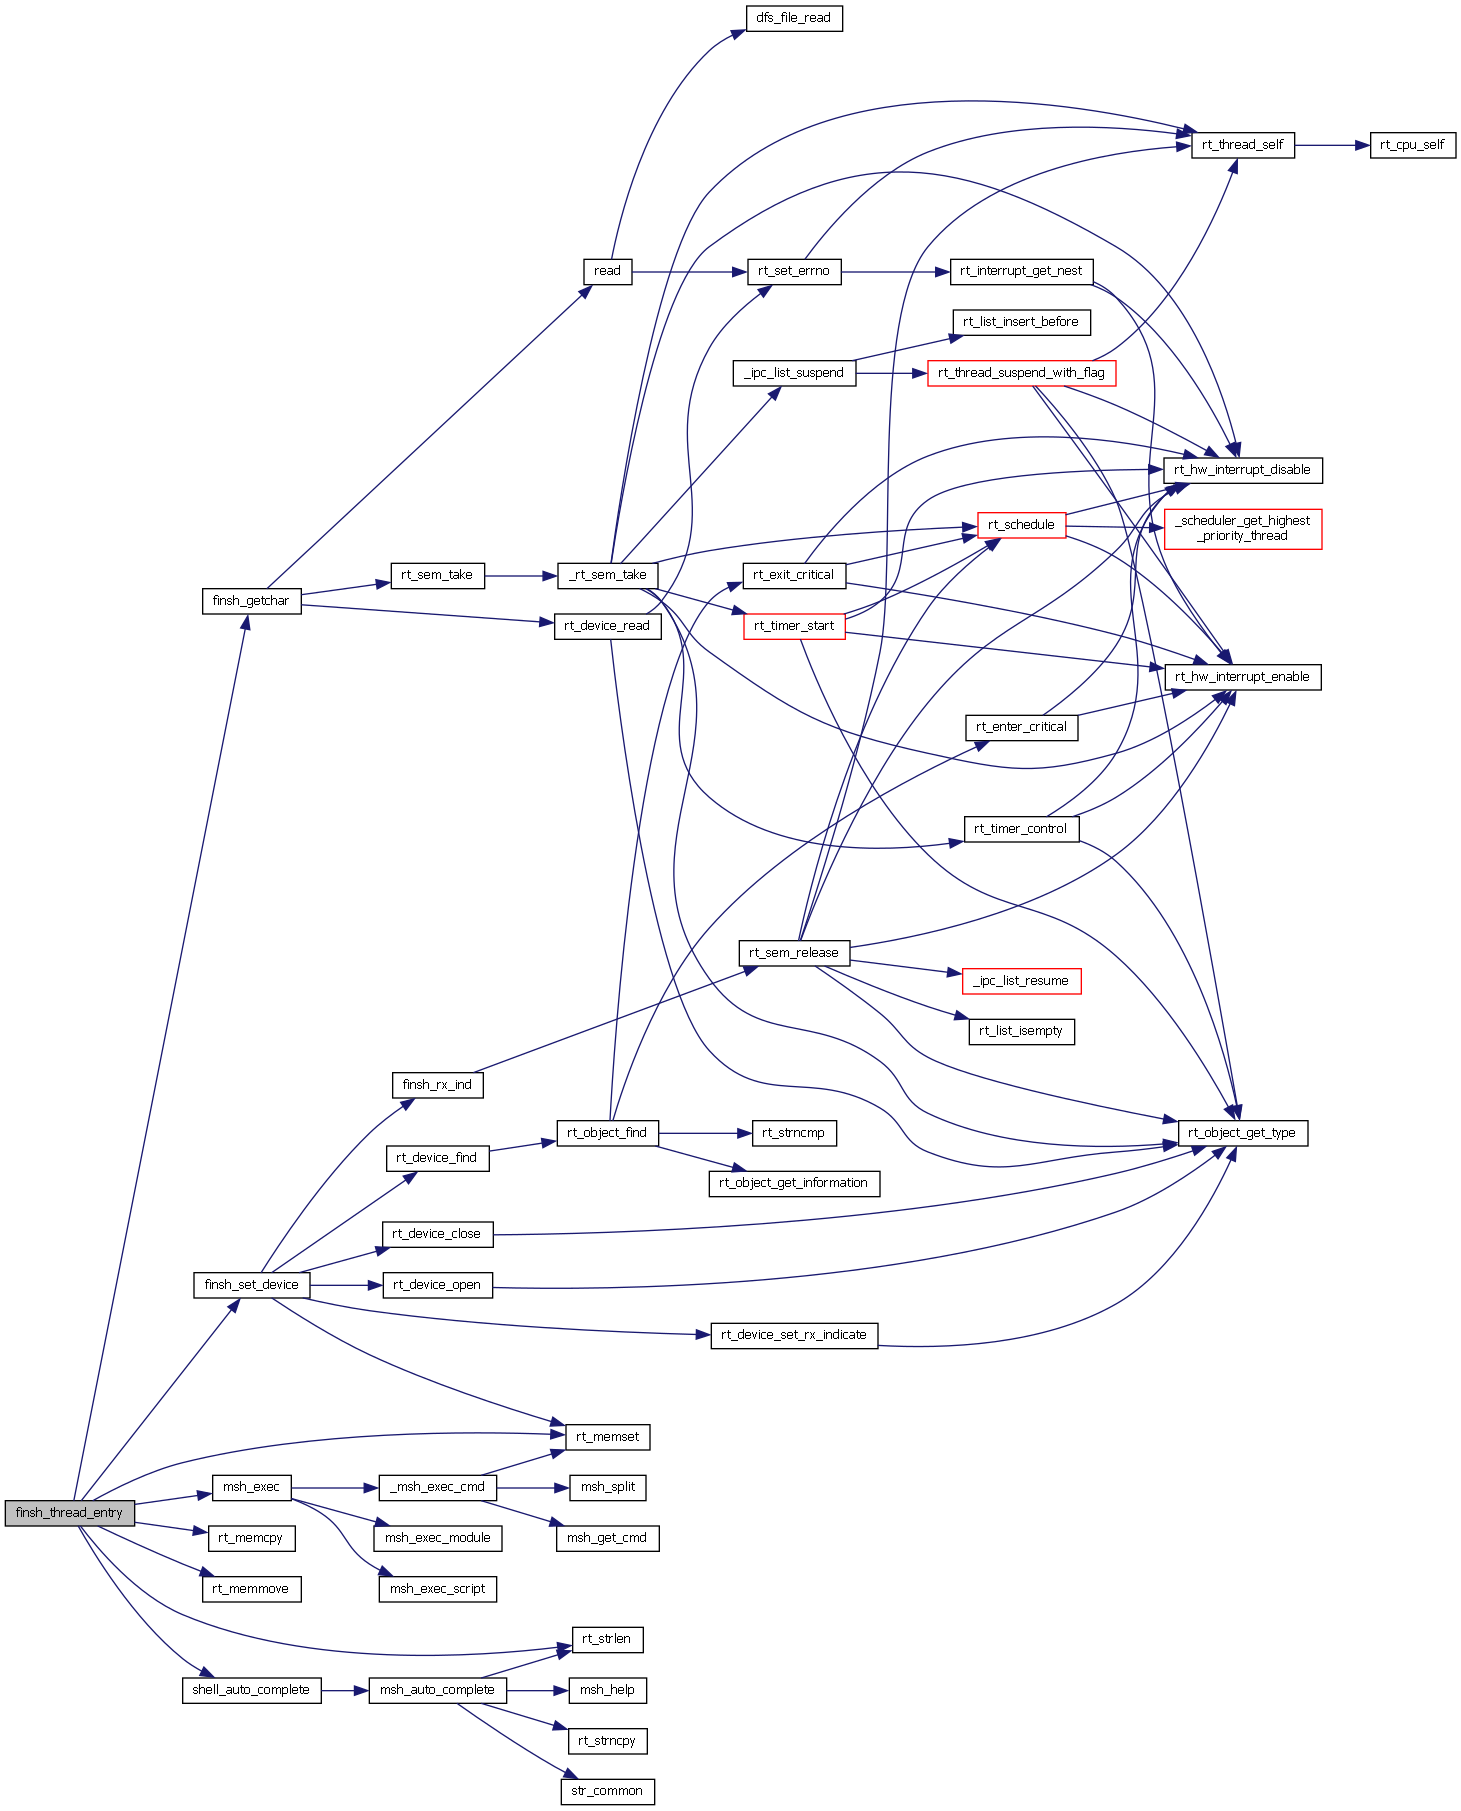 dfs_file_read
rt_thread_self
rt_cpu_self
read
rt_set_errno
rt_interrupt_get_nest
rt_list_insert_before
_ipc_list_suspend
rt_thread_suspend_with_flag
rt_hw_interrupt_disable
rt_schedule
_scheduler_get_highest
_priority_thread
rt_sem_take
_rt_sem_take
rt_exit_critical
finsh_getchar
rt_device_read
rt_timer_start
rt_hw_interrupt_enable
rt_enter_critical
rt_timer_control
rt_sem_release
_ipc_list_resume
rt_list_isempty
finsh_rx_ind
rt_object_find
rt_strncmp
rt_object_get_type
rt_device_find
rt_object_get_information
rt_device_close
finsh_set_device
rt_device_open
rt_device_set_rx_indicate
rt_memset
msh_exec
_msh_exec_cmd
msh_split
finsh_thread_entry
rt_memcpy
msh_exec_module
msh_get_cmd
rt_memmove
msh_exec_script
rt_strlen
shell_auto_complete
msh_auto_complete
msh_help
rt_strncpy
str_common